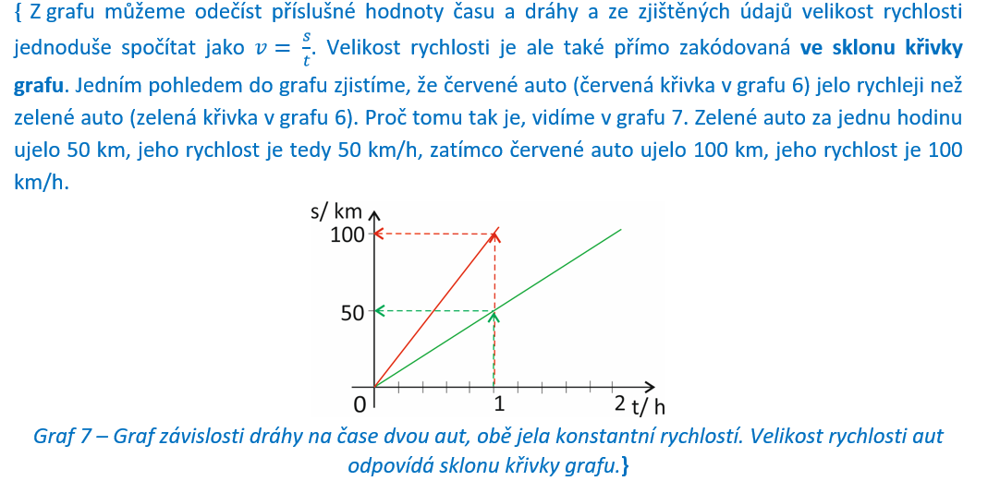 { Z grafu můžeme odečíst příslušné hodnoty času a dráhy a ze zjištěných údajů velikost rychlosti
jednoduše spočítat jako v = s/t. Velikost rychlosti je ale také přímo zakódovaná ve sklonu křivky
grafu. Jedním pohledem do grafu zjistíme, že červené auto (červená křivka v grafu 6) jelo rychleji než
zelené auto (zelená křivka v grafu 6). Proč tomu tak je, vidíme v grafu 7. Zelené auto za jednu hodinu
ujelo 50 km, jeho rychlost je tedy 50 km/h, zatímco červené auto ujelo 100 km, jeho rychlost je 100
km/h.
s/ km
100
50
0
1
2 t/ h
Graf 7 – Graf závislosti dráhy na čase dvou aut, obě jela konstantní rychlostí. Velikost rychlosti aut
odpovídá sklonu křivky grafu.}